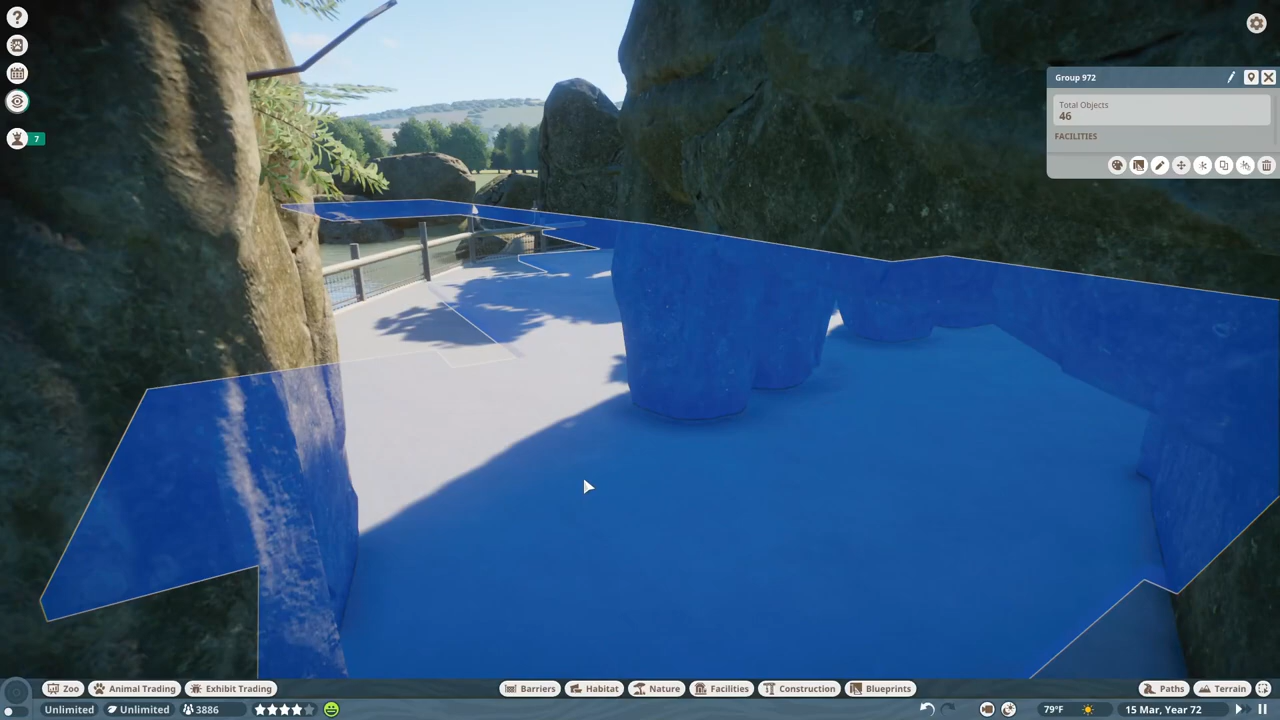 ?
7
Group 972
Total Objects
46
FACILITIES
Zoo
Animal Trading
Exhibit Trading
Barriers
Habitat
Nature
Facilities
Construction
Blueprints
Paths
Terrain
Unlimited
Unlimited
3886
79°F
15 Mar, Year 72